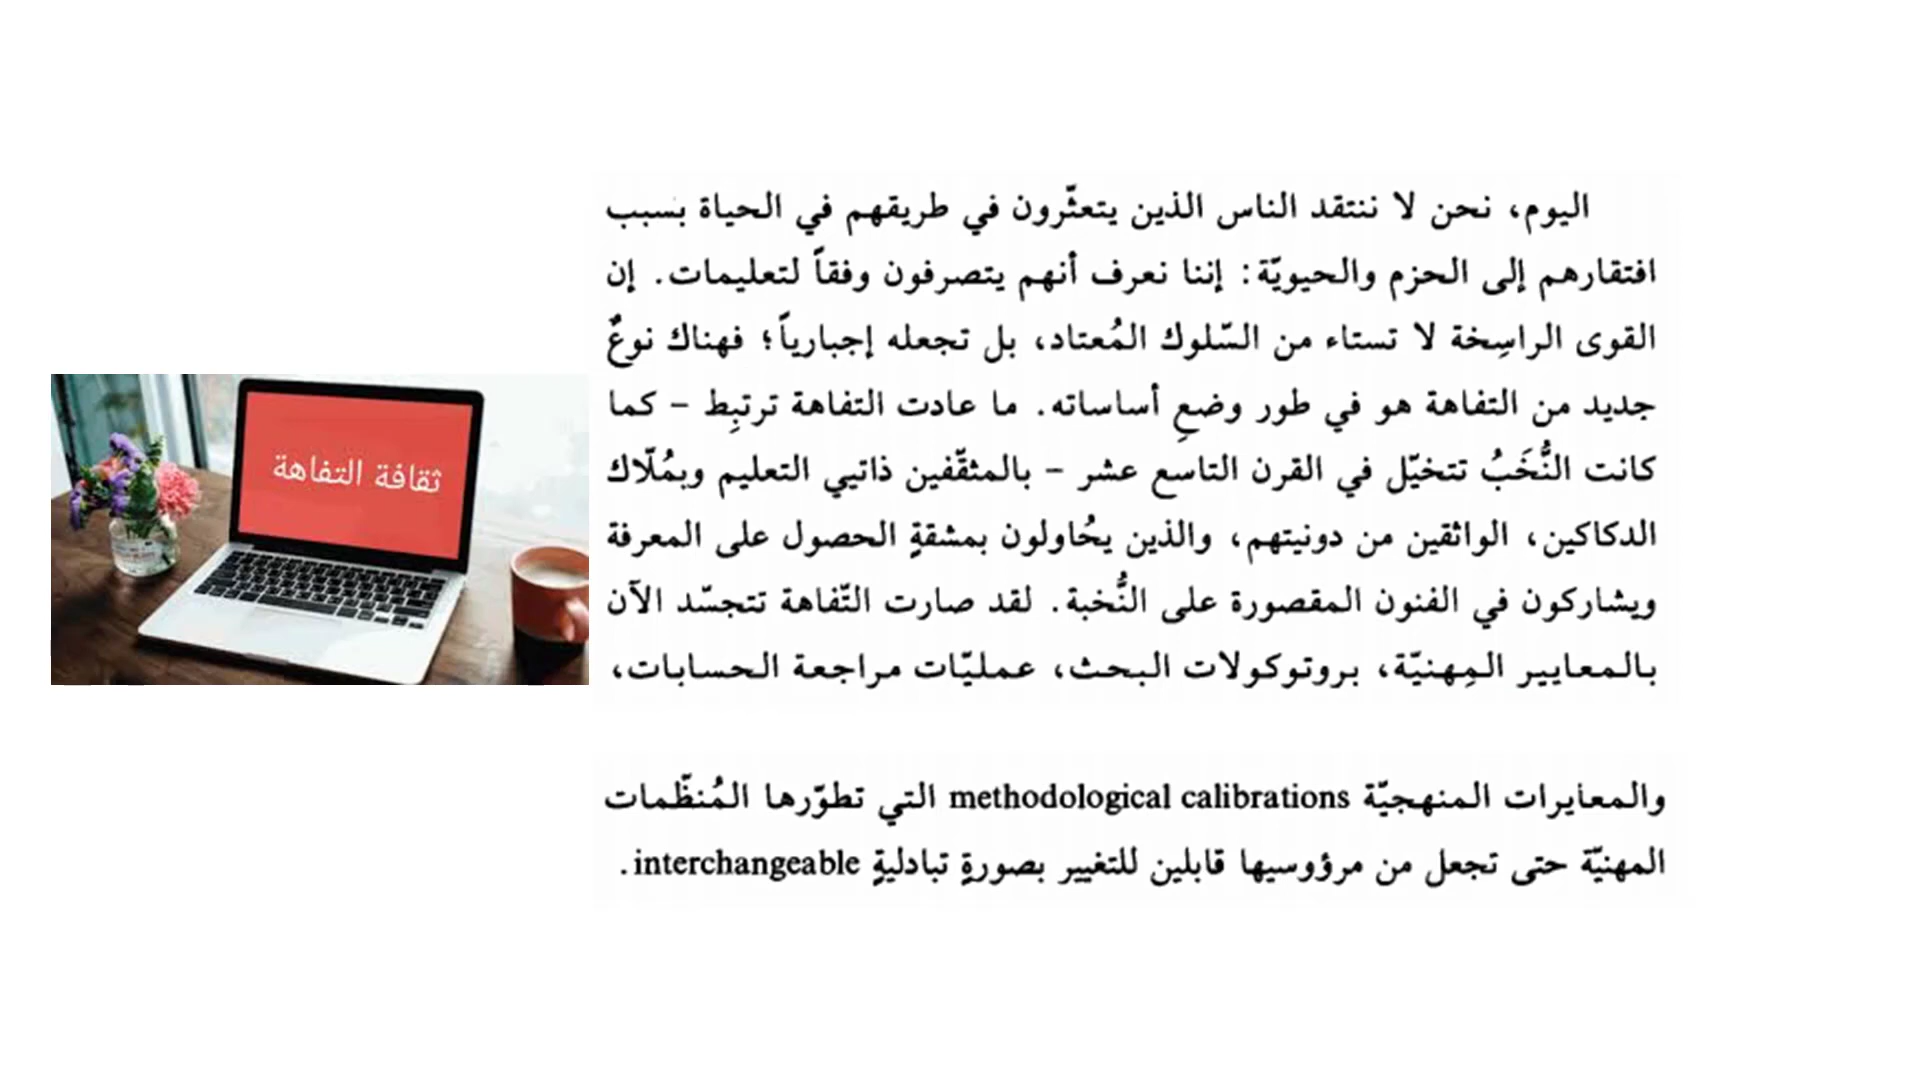 اليوم، نحن لا ننتقد الناس الذين يتعثّرون في طريقهم في الحياة بسبب
افتقارهم إلى الحزم والحيويّة: إننا نعرف أنهم يتصرفون وفقاً لتعليمات. إن
القوى الراسِخة لا تستاء من السّلوك المُعتاد، بل تجعله إجبارياً؛ فهناك نوعٌ
جديد من التفاهة هو في طور وضعِ أساساته. ما عادت التفاهة ترتبِط – كما
كانت النُّخَبُ تتخيّل في القرن التاسع عشر – بالمثقّفين ذاتيي التعليم وبمُلّاك
الدكاكين، الواثقين من دونيتهم، والذين يحُاولون بمشقةٍ الحصول على المعرفة
ويشاركون في الفنون المقصورة على النُّخبة. لقد صارت التّفاهة تتجسّد الآن
بالمعايير المِهنيّة، بروتوكولات البحث، عمليّات مراجعة الحسابات،
والمعايرات المنهجيّة methodological calibrations التي تطوّرها المُنظّمات
المهنيّة حتى تجعل من مرؤوسيها قابلين للتغيير بصورةٍ تبادليةٍ interchangeable.
ثقافة التفاهة